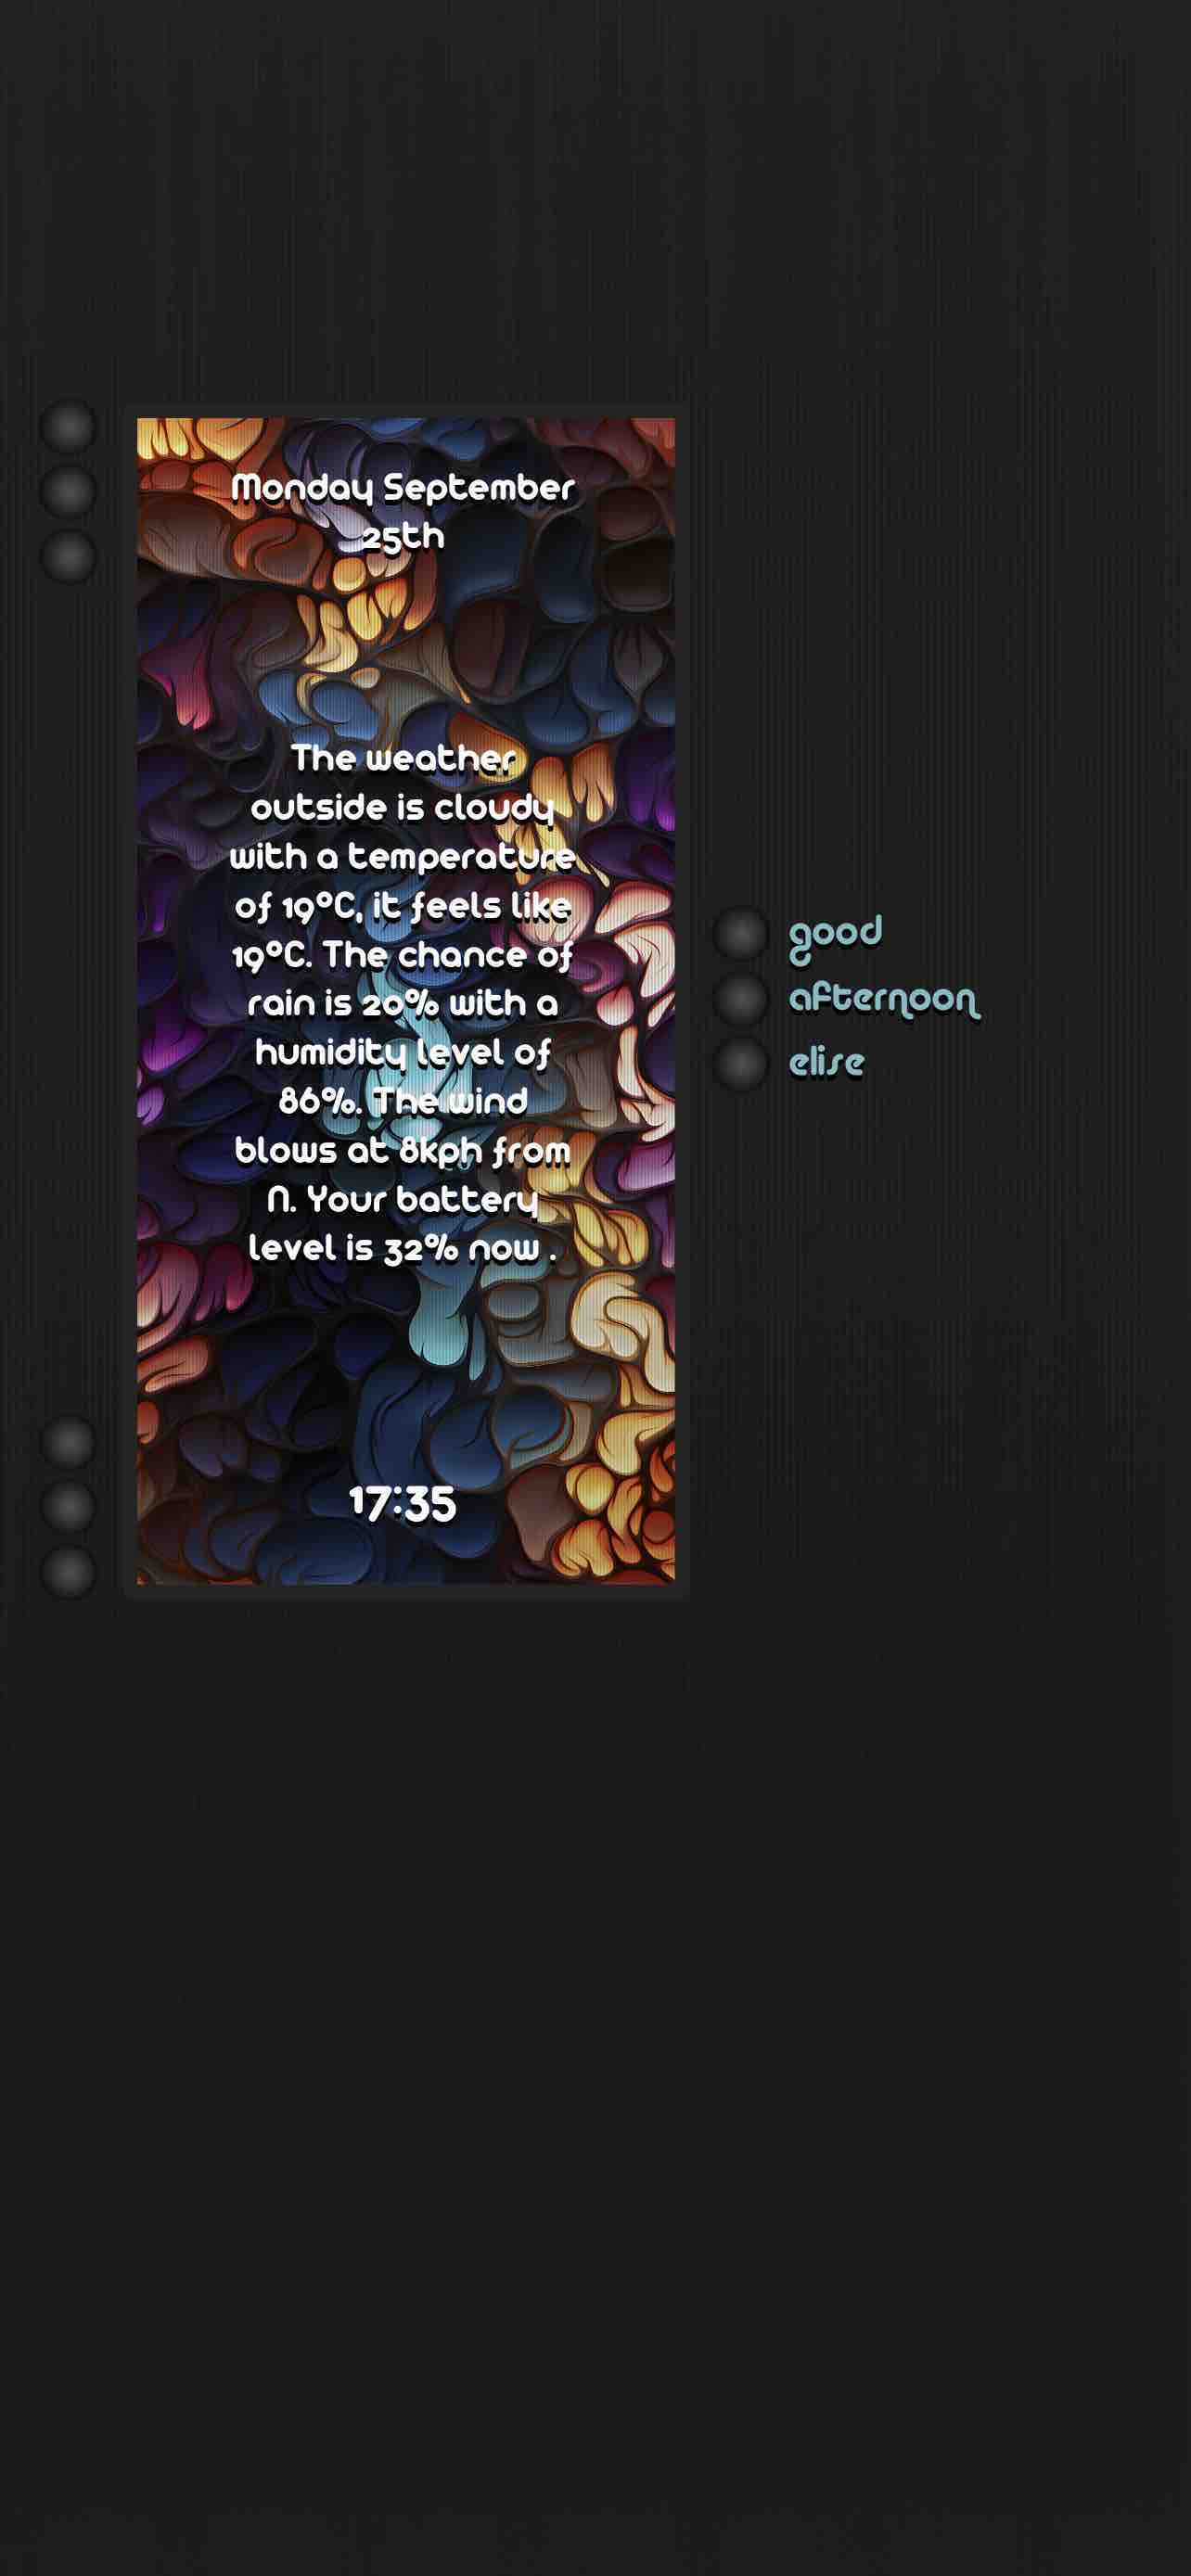 Monday September
25th
The weather
outside is cloudy
with a temperature
of 19°C, it feels like
19°C. The chance of
rain is 20% with a
humidity level of
86%. The wind
blows at 8kph from
N. Your battery
level is 32% now .
17:35
good
afternoon
elise